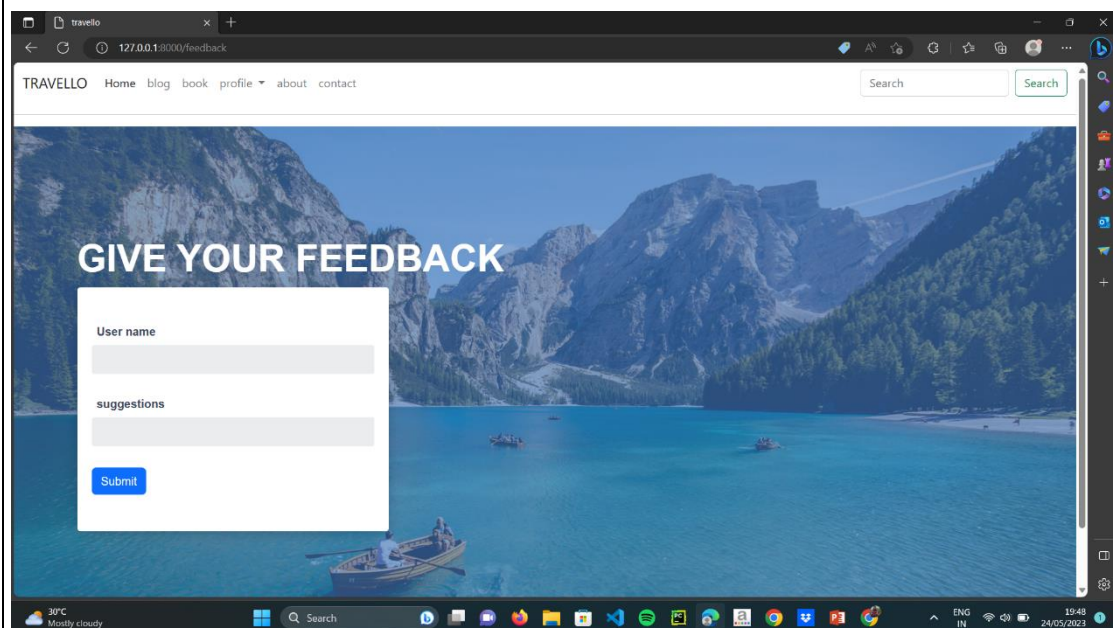 travello
127.0.0.1:8000/feedback
TRAVELLO Home blog book profile about contact Search Search
GIVE YOUR FEEDBACK
User name
suggestions
Submit
30°C
Mostly cloudy
Search
ENG
IN
19:48
24/05/2023